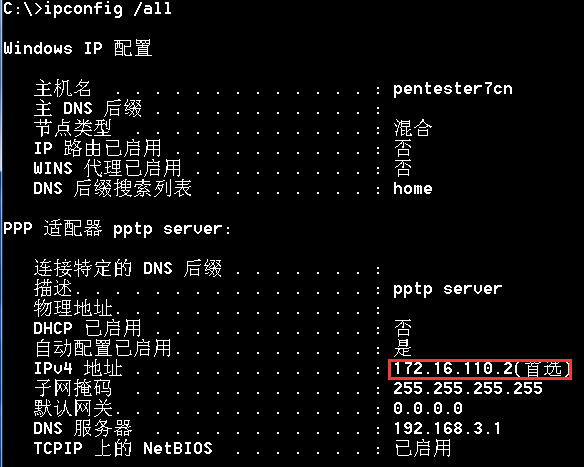 C:\>ipconfig /all
Windows IP 配置
主机名 . . . . . . . . . . . . . : pentester7cn
主 DNS 后缀 . . . . . . . . . . . :
节点类型 . . . . . . . . . . . . : 混合
IP 路由已启用 . . . . . . . . . . : 否
WINS 代理已启用 . . . . . . . . . : 否
DNS 后缀搜索列表 . . . . . . . . : home
PPP 适配器 pptp server:
连接特定的 DNS 后缀 . . . . . . . :
描述. . . . . . . . . . . . . . . : pptp server
物理地址. . . . . . . . . . . . . :
DHCP 已启用 . . . . . . . . . . . : 否
自动配置已启用. . . . . . . . . . : 是
IPv4 地址 . . . . . . . . . . . . : 172.16.110.2(首选)
子网掩码 . . . . . . . . . . . . : 255.255.255.255
默认网关. . . . . . . . . . . . . : 0.0.0.0
DNS 服务器 . . . . . . . . . . . : 192.168.3.1
TCPIP 上的 NetBIOS . . . . . . . : 已启用